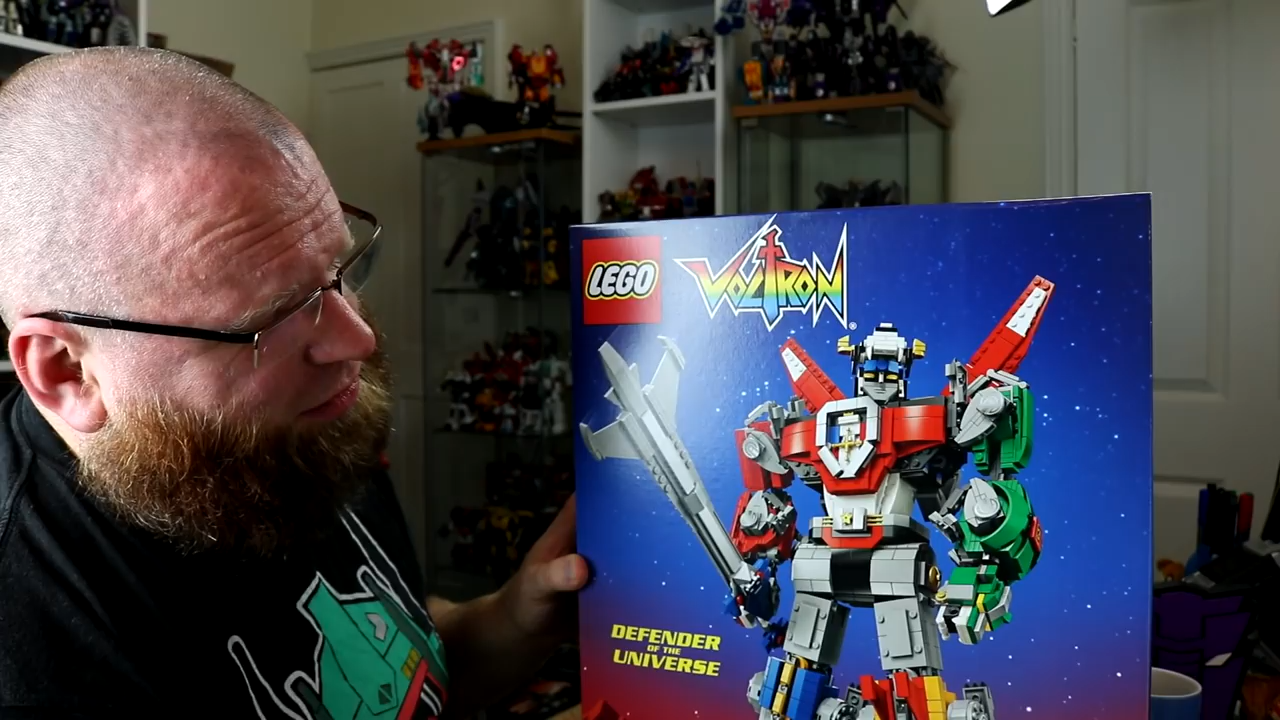 LEGO
VOLTRON
®
DEFENDER
OF THE
UNIVERSE